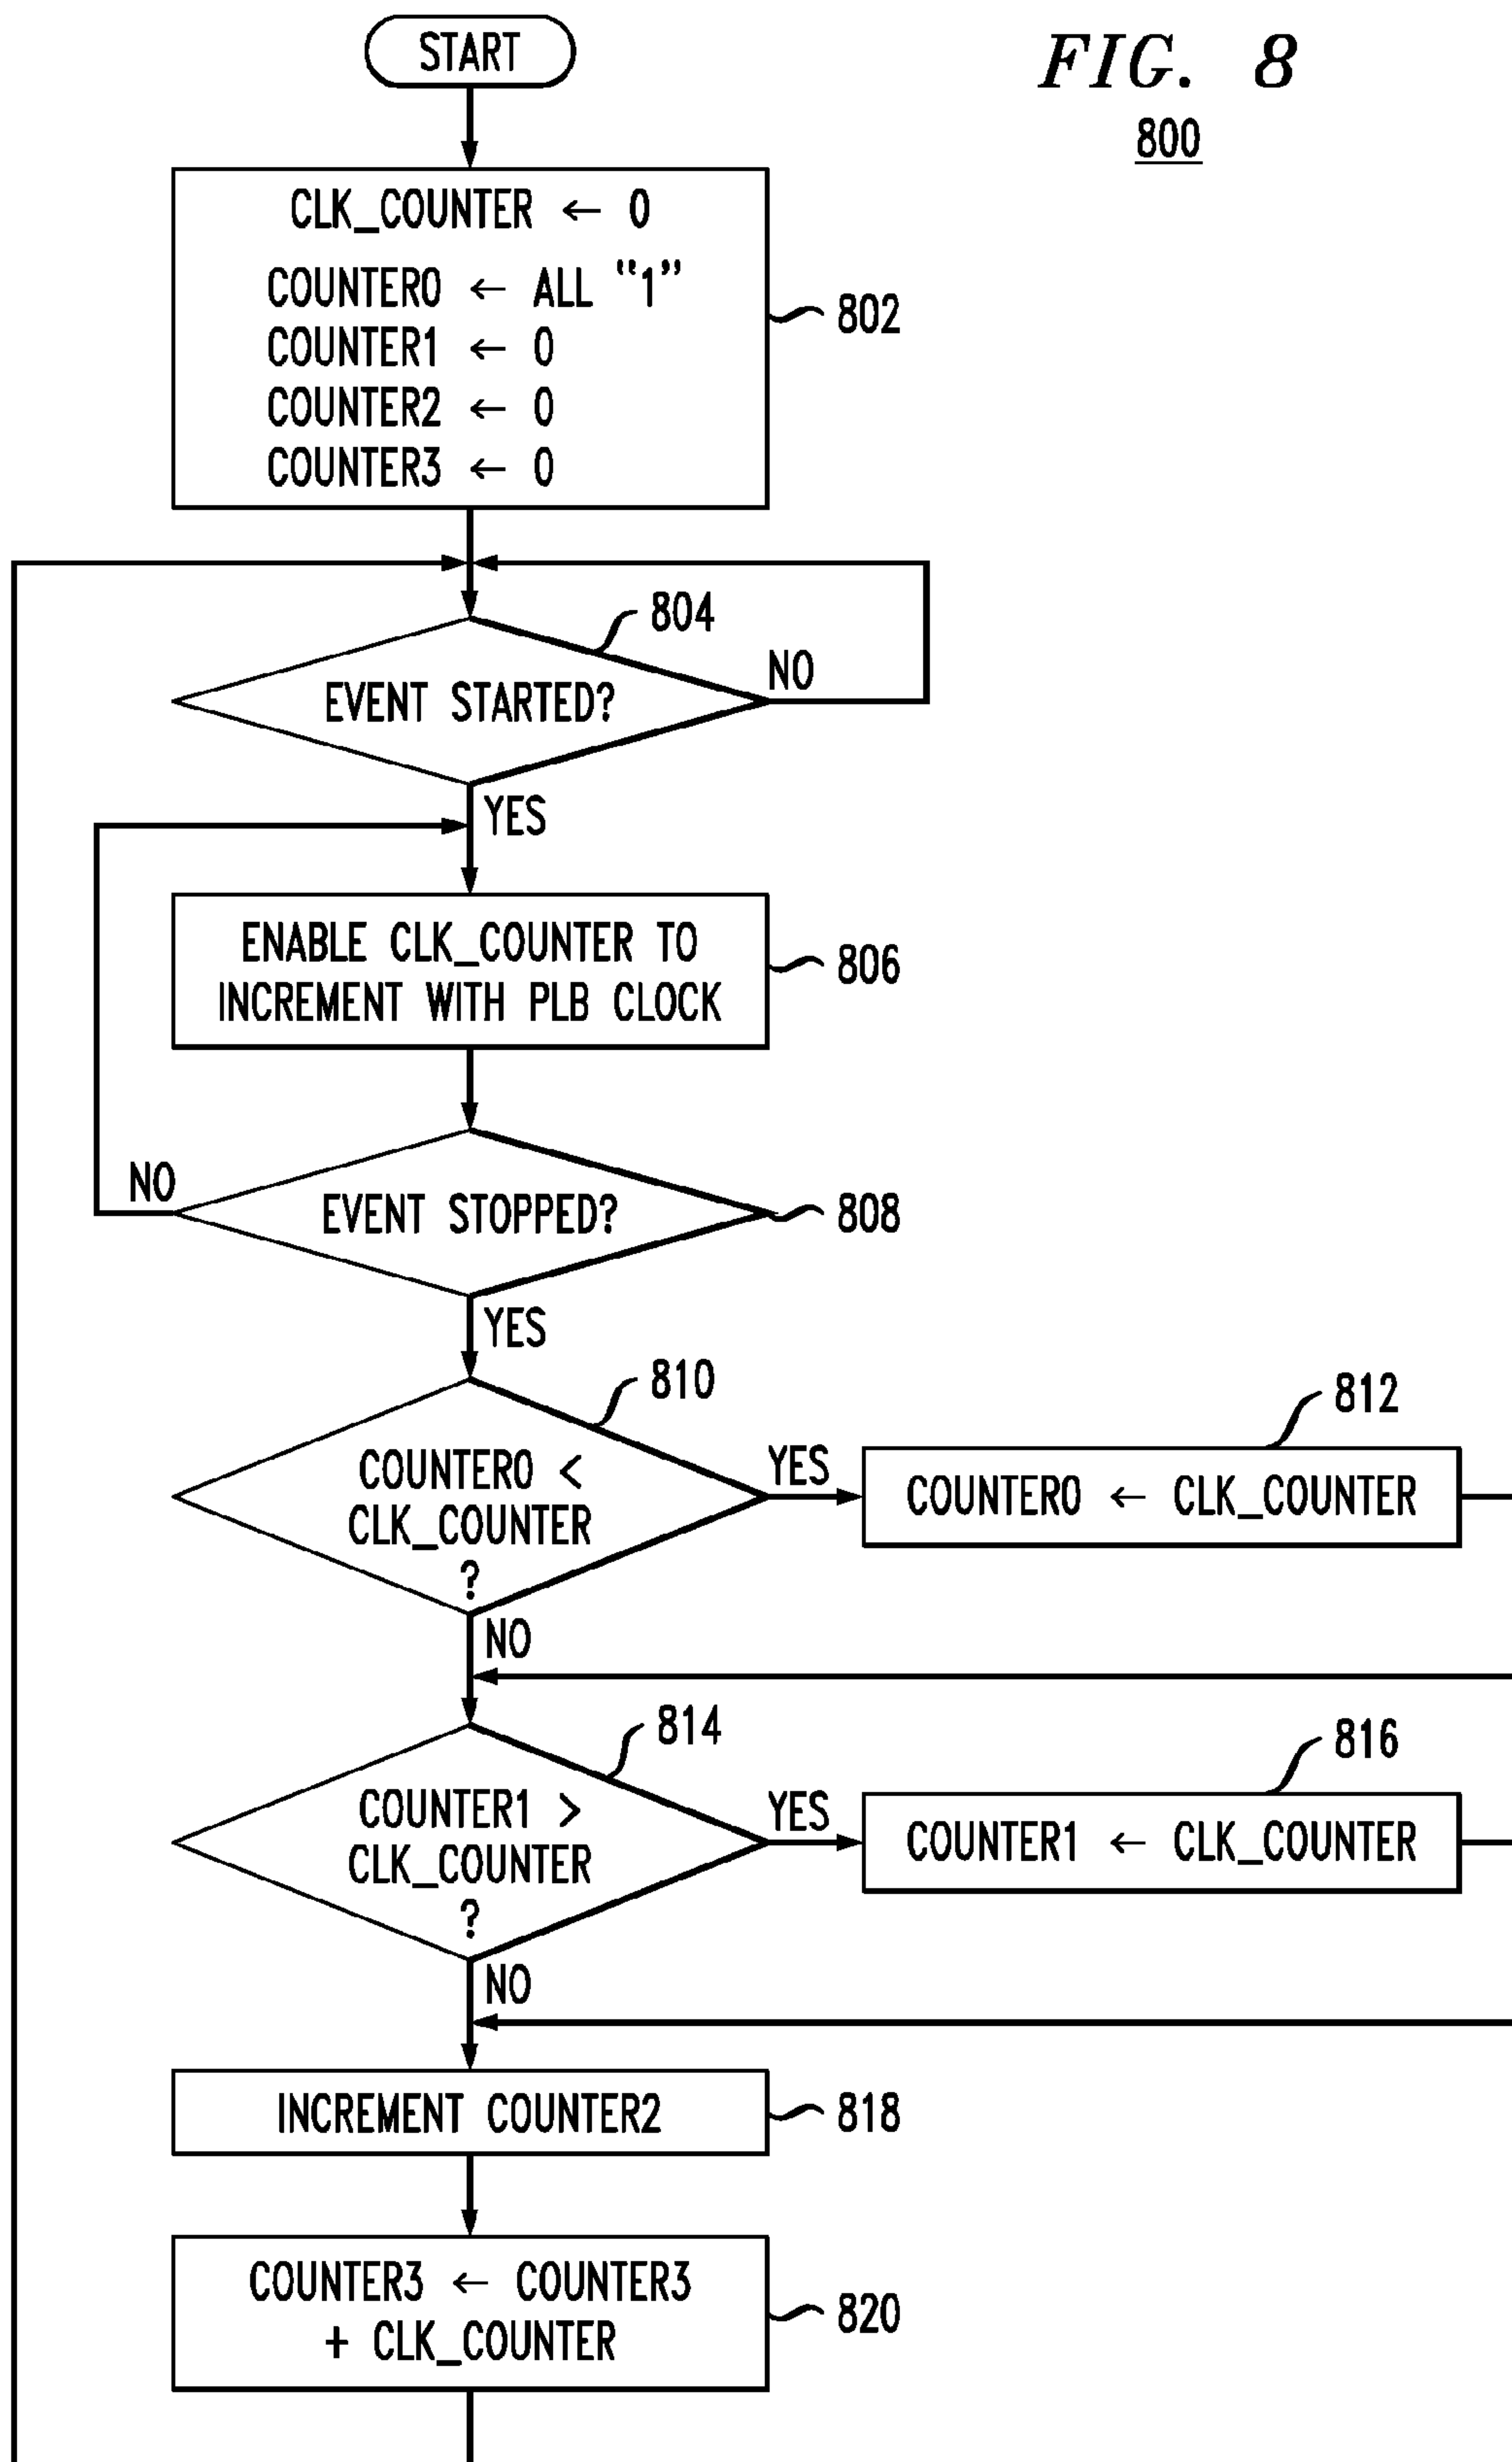 START
FIG. 8
800
CLK_COUNTER ← 0
COUNTER0 ← ALL "1"
COUNTER1 ← 0
COUNTER2 ← 0
COUNTER3 ← 0
802
804
EVENT STARTED?
NO
YES
ENABLE CLK_COUNTER TO
INCREMENT WITH PLB CLOCK
806
NO
EVENT STOPPED?
808
YES
810
COUNTER0 <
CLK_COUNTER
?
YES
812
COUNTER0 ← CLK_COUNTER
NO
814
COUNTER1 >
CLK_COUNTER
?
YES
816
COUNTER1 ← CLK_COUNTER
NO
INCREMENT COUNTER2
818
COUNTER3 ← COUNTER3
+ CLK_COUNTER
820